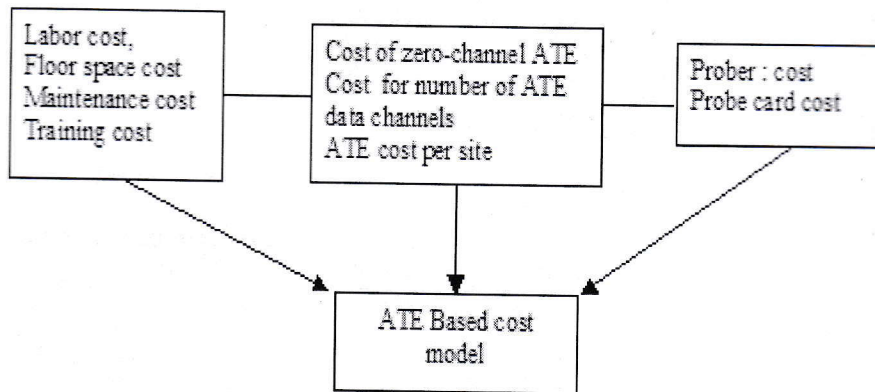 Labor cost,
Floor space cost
Maintenance cost
Training cost
Cost of zero-channel ATE
Cost for number of ATE
data channels
ATE cost per site
Prober : cost
Probe card cost
ATE Based cost
model